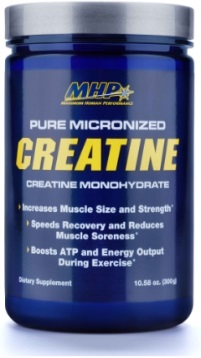 MHP
MAXIMUM HUMAN PERFORMANCE
PURE MICRONIZED
CREATINE
CREATINE MONOHYDRATE
Increases Muscle Size and Strength*
Speeds Recovery and Reduces
Muscle Soreness*
Boosts ATP and Energy Output
During Exercise*
Dietary Supplement 10.58 oz. (300g)